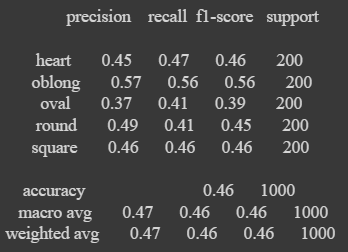 precision recall f1-score support
heart 0.45 0.47 0.46 200
oblong 0.57 0.56 0.56 200
oval 0.37 0.41 0.39 200
round 0.49 0.41 0.45 200
square 0.46 0.46 0.46 200
accuracy 0.46 1000
macro avg 0.47 0.46 0.46 1000
weighted avg 0.47 0.46 0.46 1000